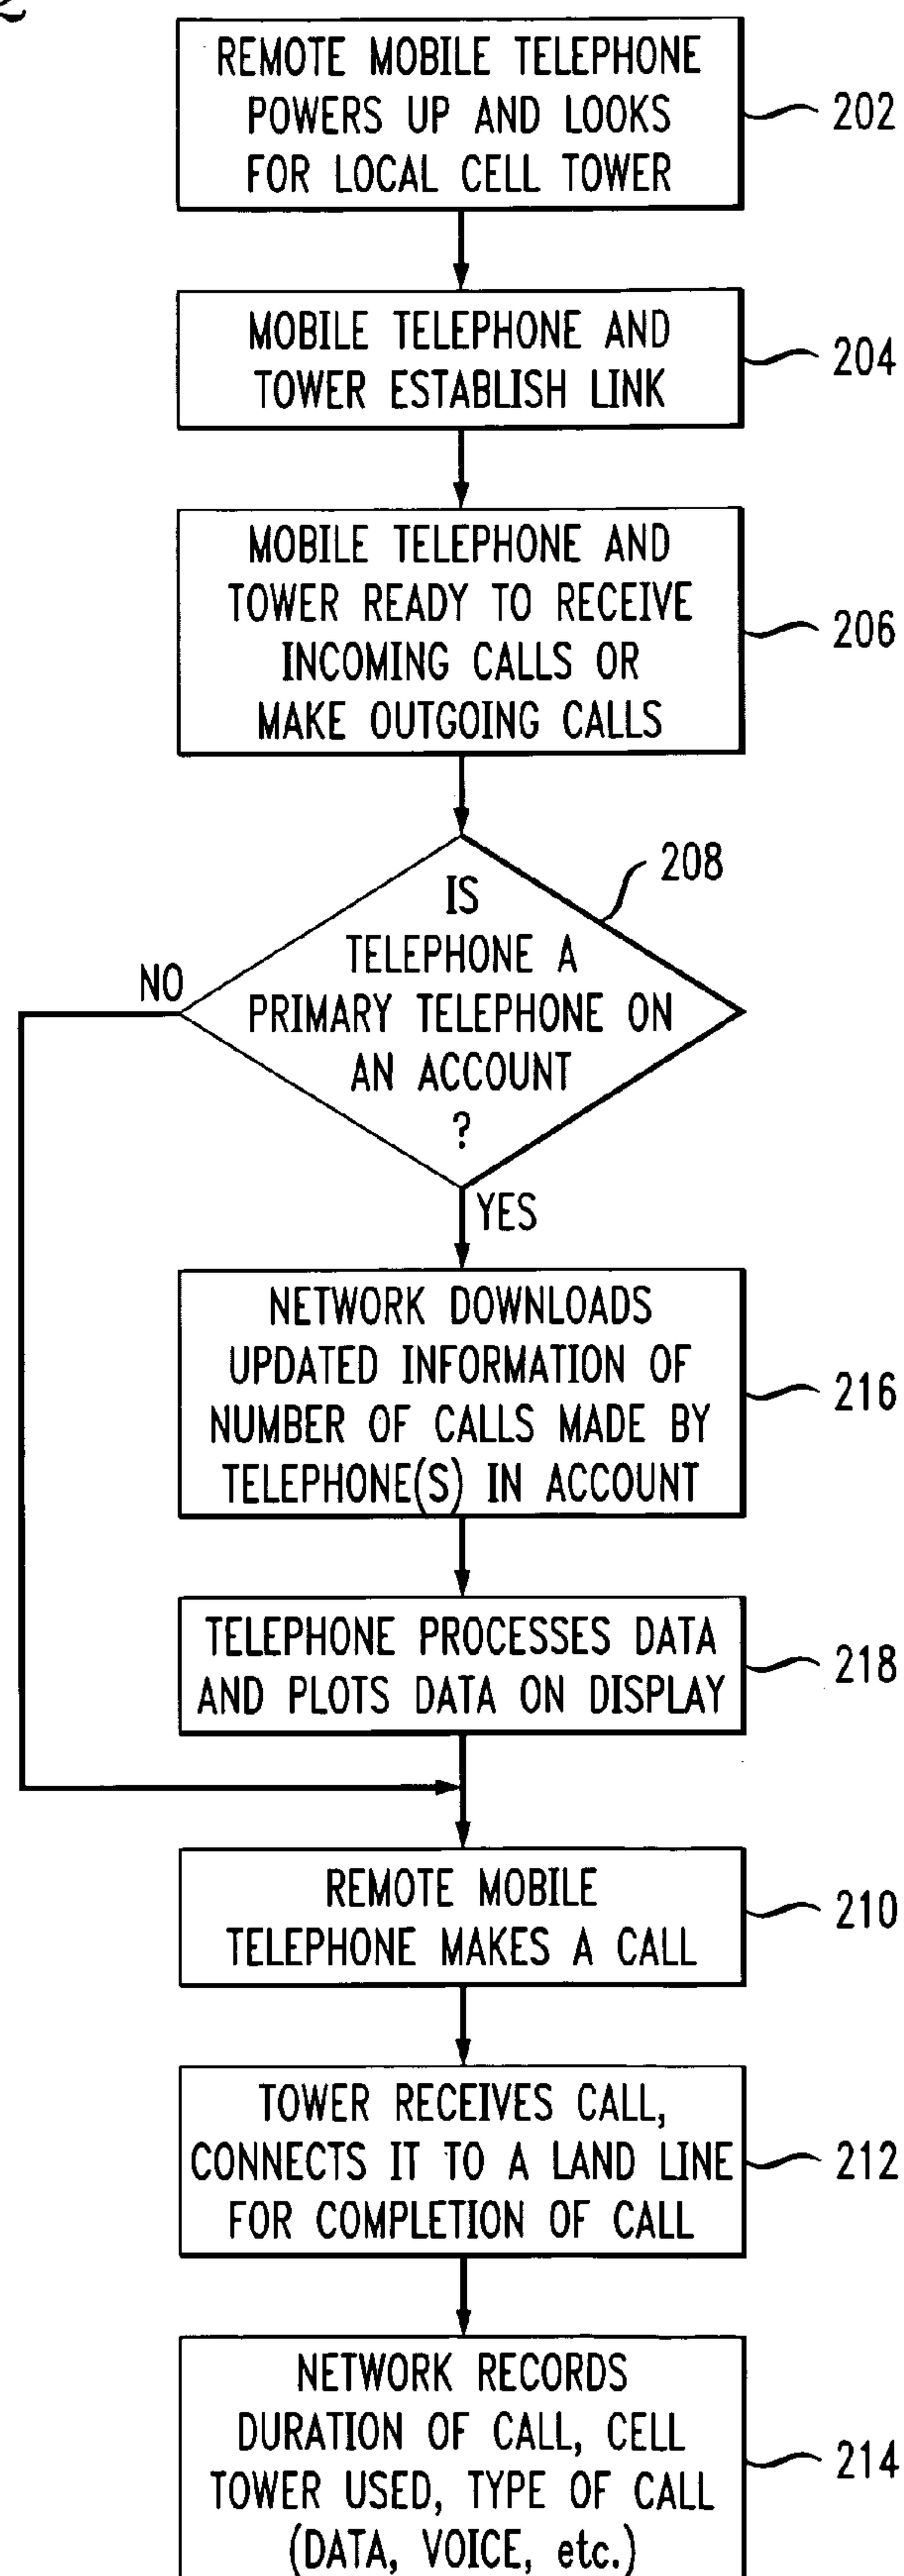 REMOTE MOBILE TELEPHONE
POWERS UP AND LOOKS
FOR LOCAL CELL TOWER
202
MOBILE TELEPHONE AND
TOWER ESTABLISH LINK
204
MOBILE TELEPHONE AND
TOWER READY TO RECEIVE
INCOMING CALLS OR
MAKE OUTGOING CALLS
206
208
IS
TELEPHONE A
PRIMARY TELEPHONE ON
AN ACCOUNT
?
NO
YES
NETWORK DOWNLOADS
UPDATED INFORMATION OF
NUMBER OF CALLS MADE BY
TELEPHONE(S) IN ACCOUNT
216
TELEPHONE PROCESSES DATA
AND PLOTS DATA ON DISPLAY
218
REMOTE MOBILE
TELEPHONE MAKES A CALL
210
TOWER RECEIVES CALL,
CONNECTS IT TO A LAND LINE
FOR COMPLETION OF CALL
212
NETWORK RECORDS
DURATION OF CALL, CELL
TOWER USED, TYPE OF CALL
(DATA, VOICE, etc.)
214